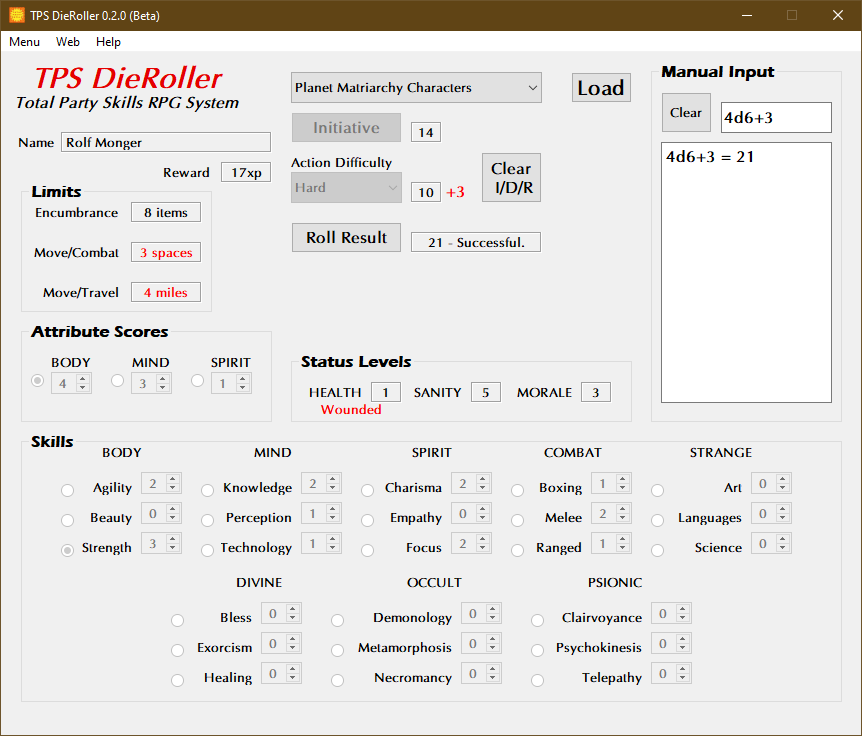 TPS DieRoller 0.2.0 (Beta)
Menu Web Help
TPS DieRoller
Total Party Skills RPG System
Name Rolf Monger
Reward 17xp
Limits
Encumbrance 8 items
Move/Combat 3 spaces
Move/Travel 4 miles
Planet Matriarchy Characters
Load
Initiative 14
Action Difficulty
Hard 10 +3
Clear
I/D/R
Roll Result 21 - Successful.
Manual Input
Clear 4d6+3
4d6+3 = 21
Attribute Scores
BODY MIND SPIRIT
4 3 1
Status Levels
HEALTH 1 SANITY 5 MORALE 3
Wounded
Skills
BODY MIND SPIRIT COMBAT STRANGE
Agility 2 Knowledge 2 Charisma 2 Boxing 1 Art 0
Beauty 0 Perception 1 Empathy 0 Melee 2 Languages 0
Strength 3 Technology 1 Focus 2 Ranged 1 Science 0
DIVINE OCCULT PSIONIC
Bless 0 Demonology 0 Clairvoyance 0
Exorcism 0 Metamorphosis 0 Psychokinesis 0
Healing 0 Necromancy 0 Telepathy 0